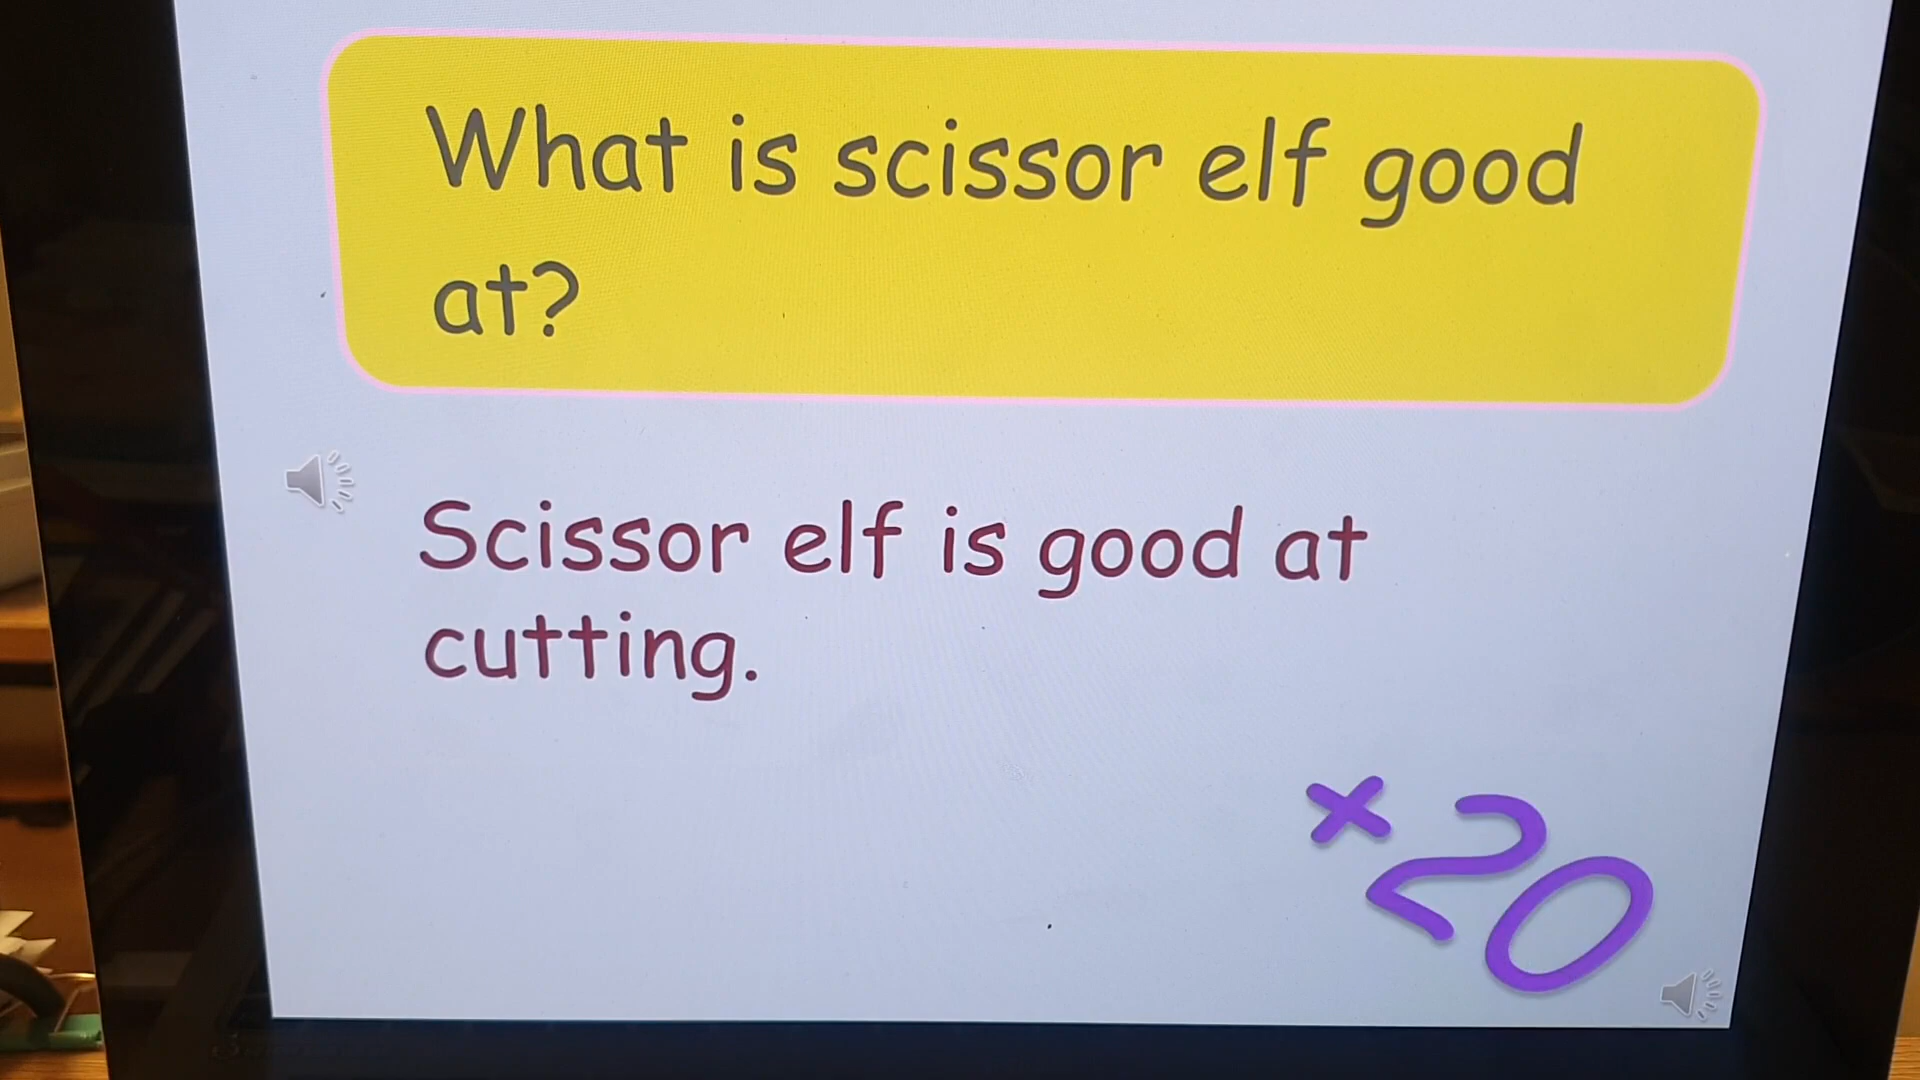 What is scissor elf good
at?
Scissor elf is good at
cutting.
+20